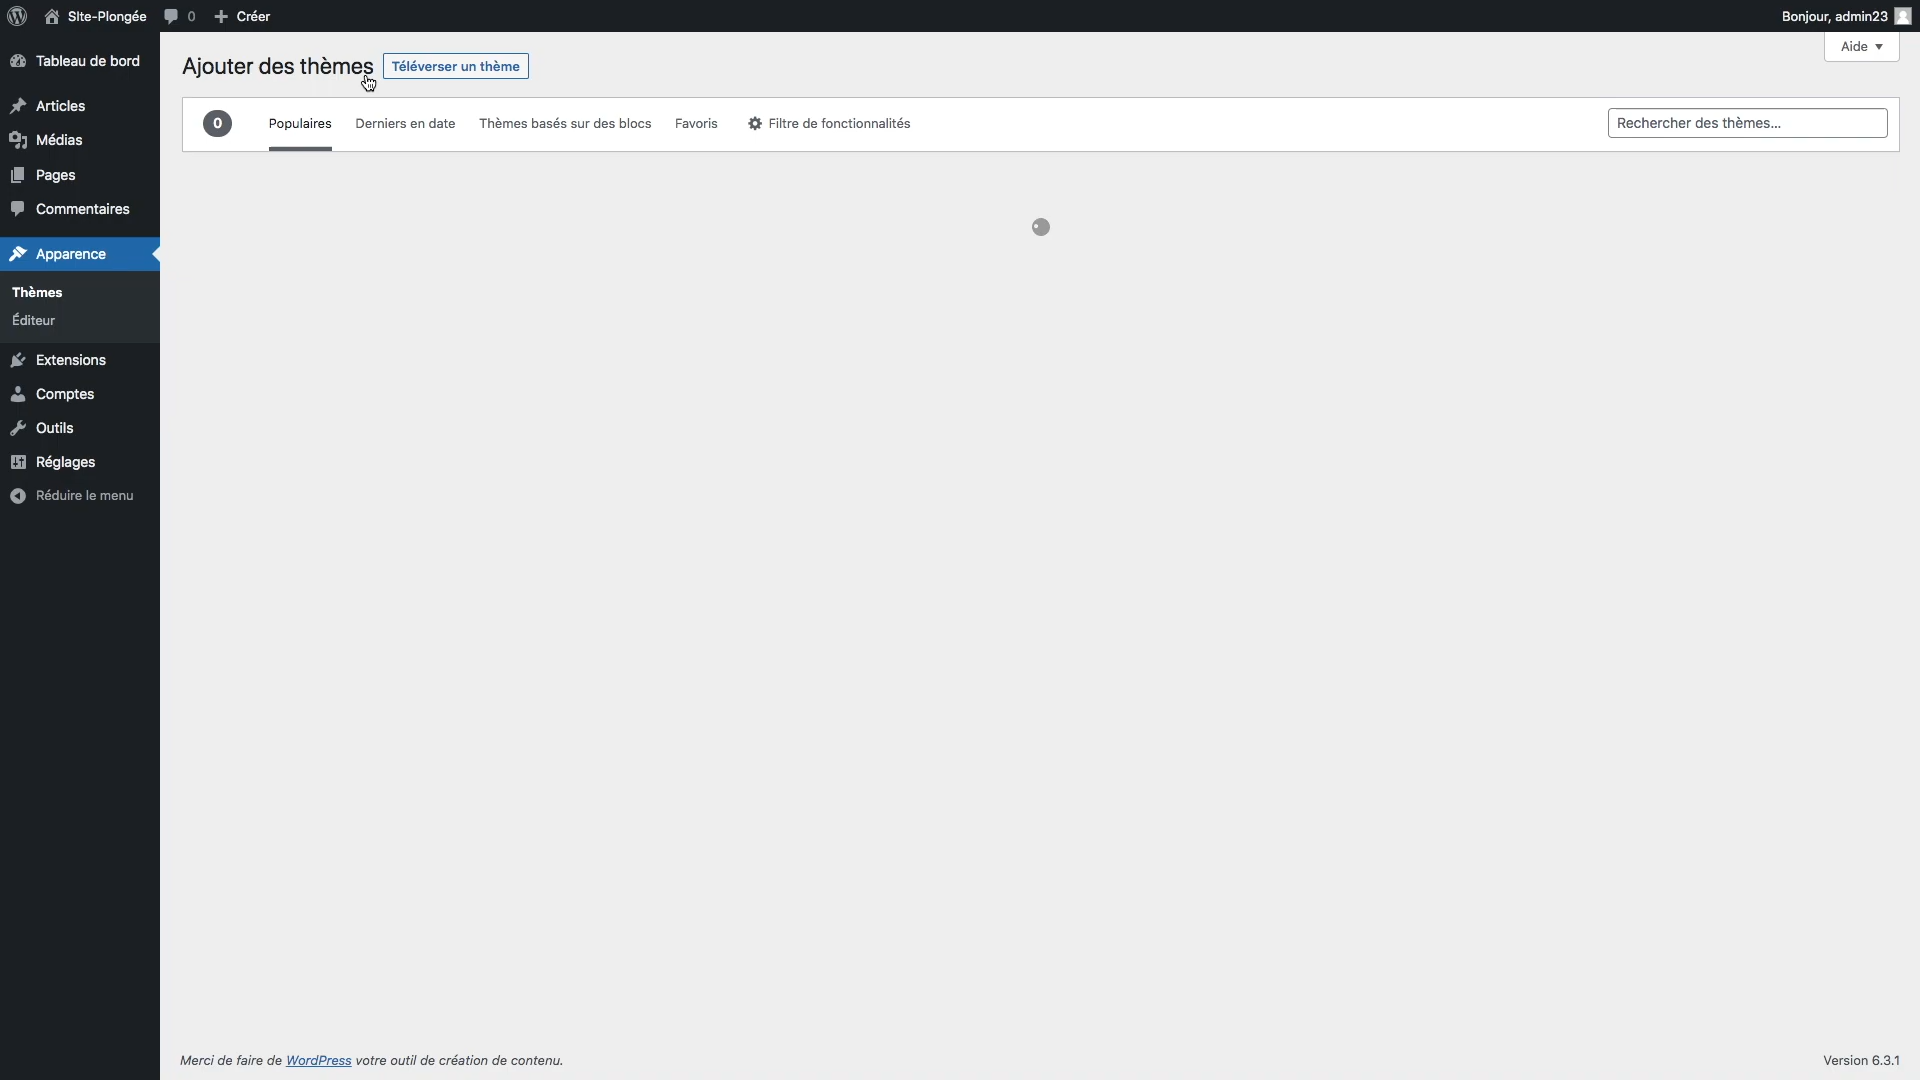 SIte-Plongée
0
Créer
Bonjour, admin23
Aide
Ajouter des thèmes
Téléverser un thème
0
Populaires
Derniers en date
Thèmes basés sur des blocs
Favoris
Filtre de fonctionnalités
Rechercher des thèmes...
Tableau de bord
Articles
Médias
Pages
Commentaires
Apparence
Thèmes
Éditeur
Extensions
Comptes
Outils
Réglages
Réduire le menu
Merci de faire de WordPress votre outil de création de contenu.
Version 6.3.1